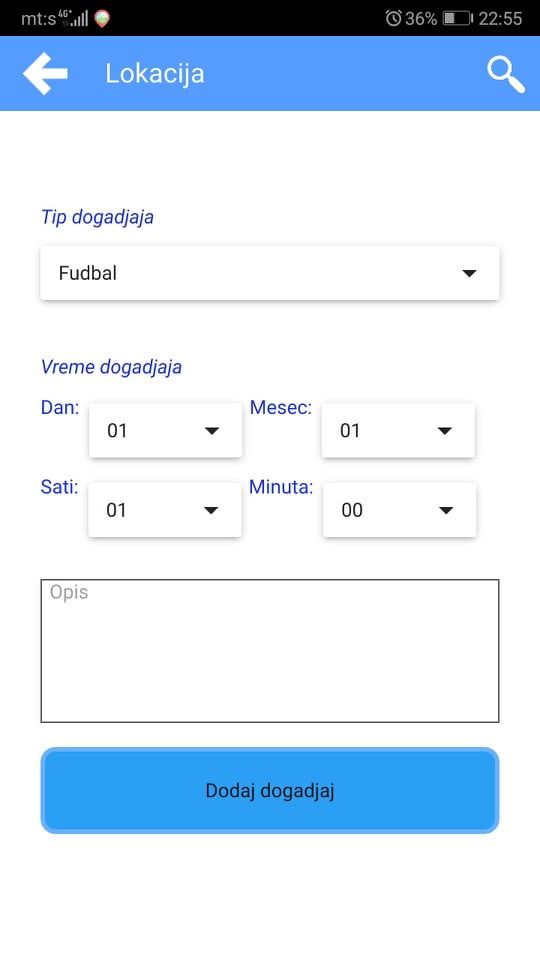 mt:s 4G+ 36% 22:55
Lokacija
Tip dogadjaja
Fudbal
Vreme dogadjaja
Dan: 01 Mesec: 01
Sati: 01 Minuta: 00
Opis
Dodaj dogadjaj